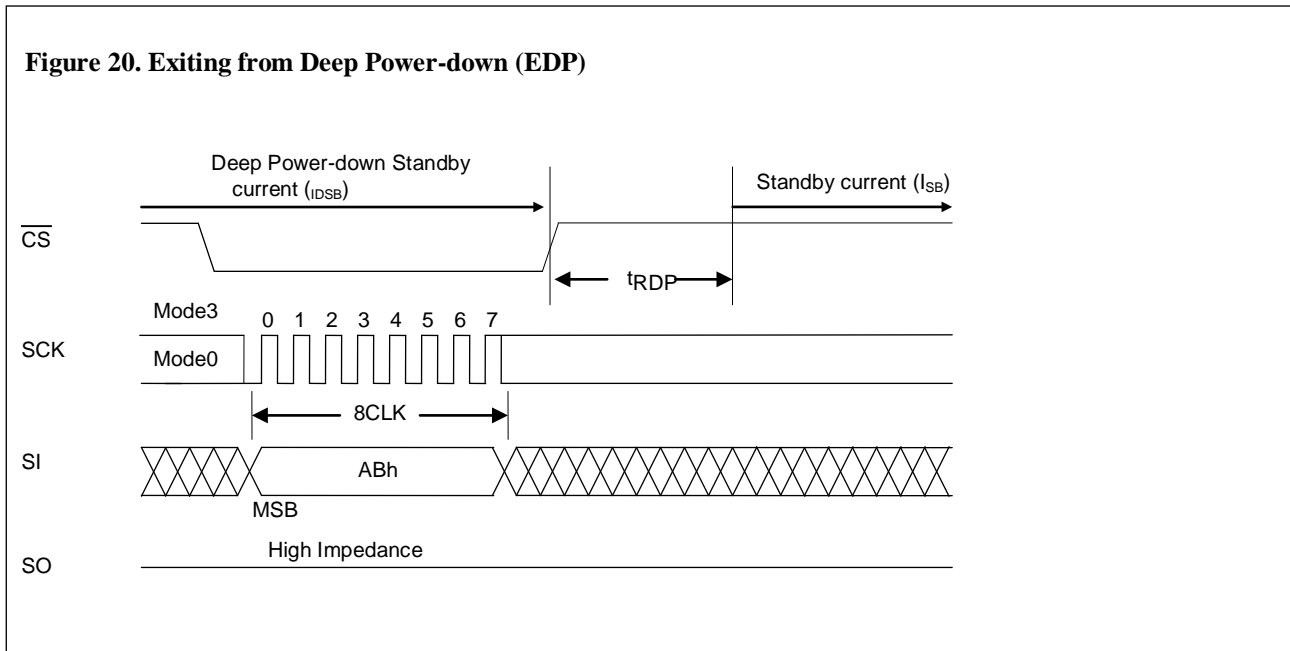 Figure 20. Exiting from Deep Power-down (EDP)
Deep Power-down Standby
current (IDSB)
Standby current (ISB)
CS
tRDP
Mode3
0 1 2 3 4 5 6 7
SCK
Mode0
8CLK
SI
ABh
MSB
High Impedance
SO